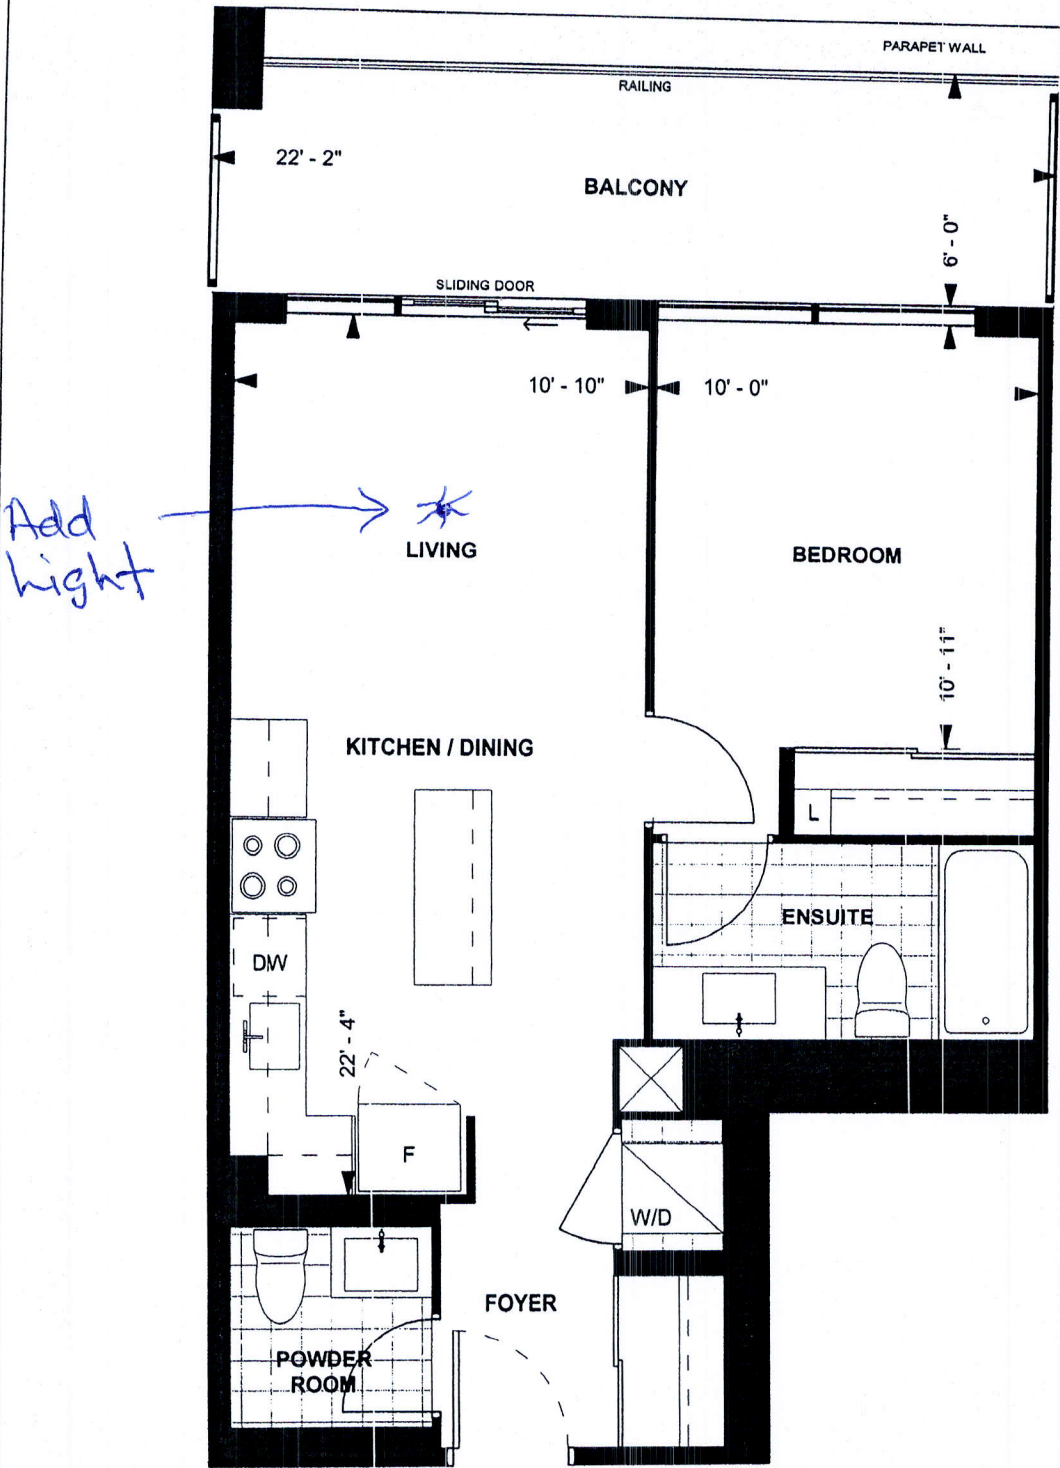 PARAPET WALL
RAILING
22' - 2"
BALCONY
6' - 0"
SLIDING DOOR
10' - 10"
10' - 0"
Add
Light
LIVING
BEDROOM
10' - 11"
KITCHEN / DINING
L
ENSUITE
DW
22' - 4"
F
W/D
FOYER
POWDER
ROOM